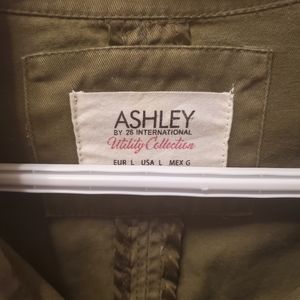 ASHLEY
BY 26 INTERNATIONAL
Utility Collection
EUR L USA L MEX G